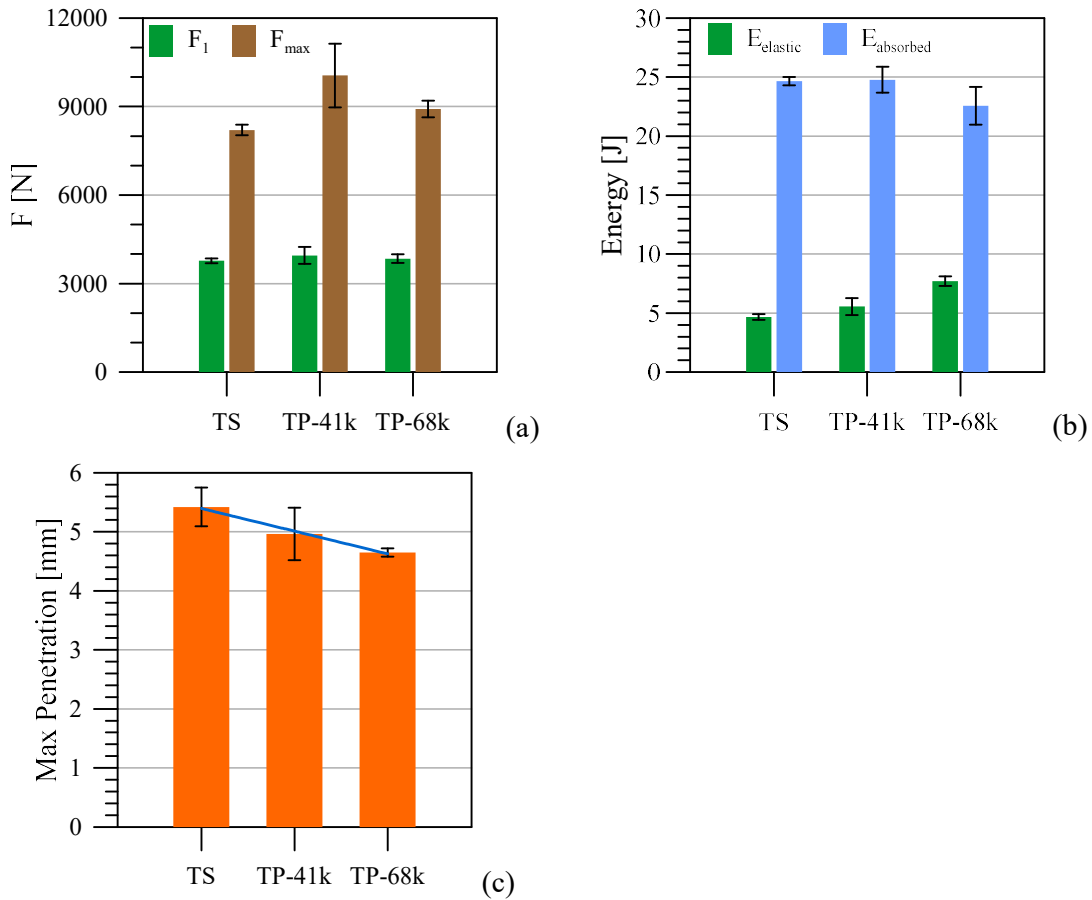 F1 Fmax
F [N]
12000
9000
6000
3000
0
TS TP-41k TP-68k
(a)
Eelastic Eabsorbed
Energy [J]
30
25
20
15
10
5
0
TS TP-41k TP-68k
(b)
Max Penetration [mm]
6
5
4
3
2
1
0
TS TP-41k TP-68k
(c)